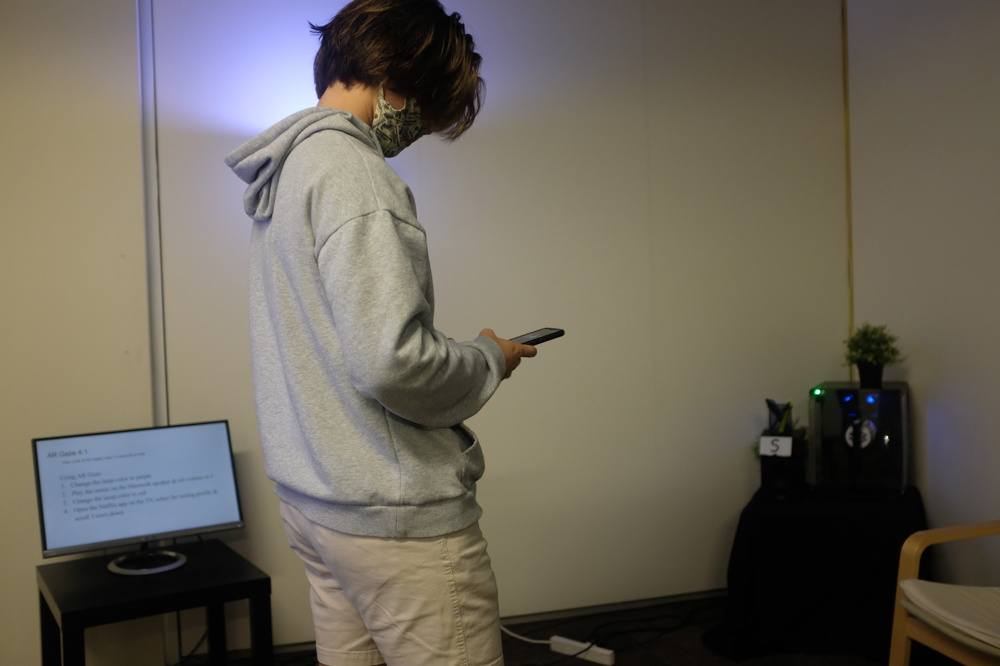 AR Gaze 4.1
Using AR Gaze:
1. Change the lamp color to purple
2. Play the music on the bluetooth speaker & set volume to
3. Change the lamp color to red
4. Open the Netflix app on the TV, select the testing profile &
scroll 3 rows down
S